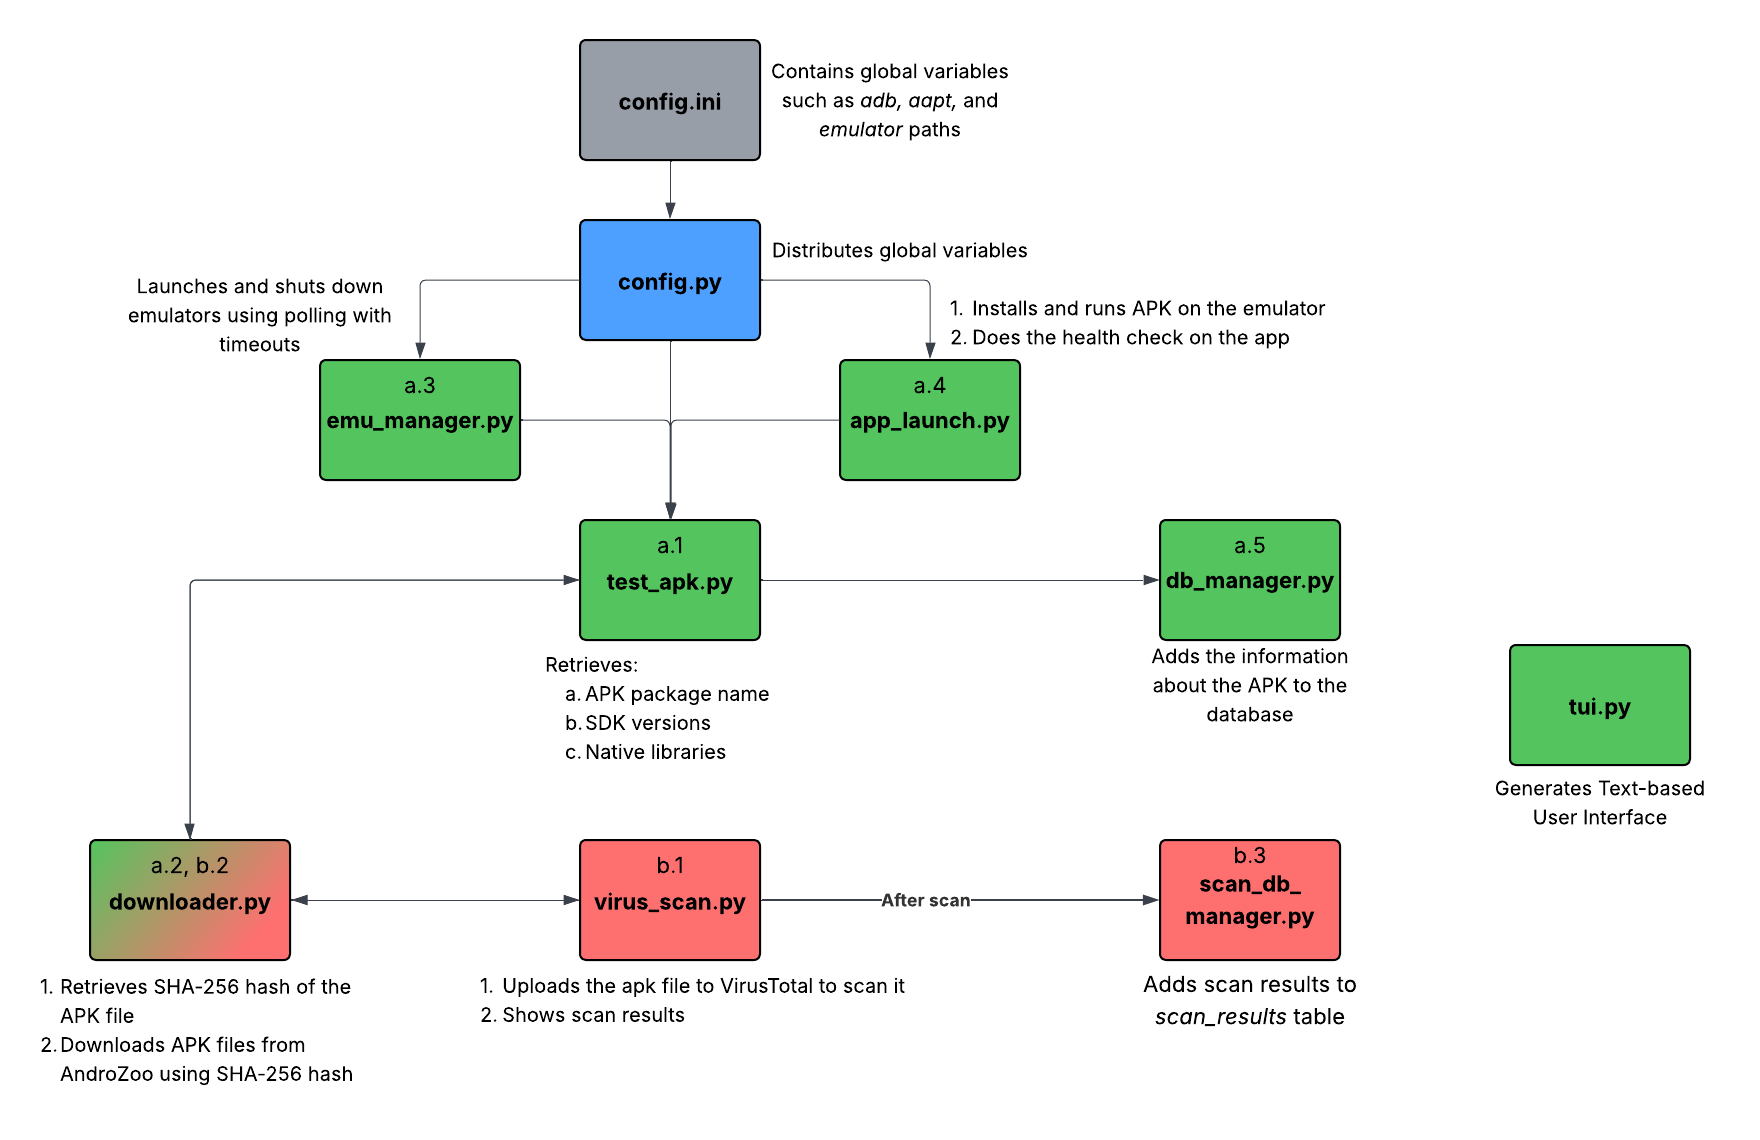 config.ini
Contains global variables
such as adb, aapt, and
emulator paths
config.py
Distributes global variables
Launches and shuts down
emulators using polling with
timeouts
1. Installs and runs APK on the emulator
2. Does the health check on the app
a.3
emu_manager.py
a.4
app_launch.py
a.1
test_apk.py
a.5
db_manager.py
Retrieves:
a. APK package name
b. SDK versions
c. Native libraries
Adds the information
about the APK to the
database
tui.py
Generates Text-based
User Interface
a.2, b.2
downloader.py
b.1
virus_scan.py
After scan
b.3
scan_db_
manager.py
1. Retrieves SHA-256 hash of the
APK file
2. Downloads APK files from
AndroZoo using SHA-256 hash
1. Uploads the apk file to VirusTotal to scan it
2. Shows scan results
Adds scan results to
scan_results table